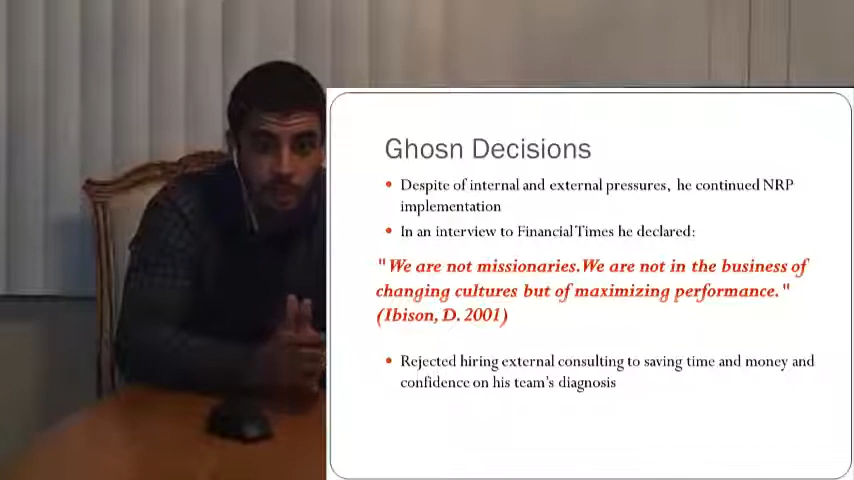 Ghosn Decisions
• Despite of internal and external pressures, he continued NRP
implementation
• In an interview to Financial Times he declared:
"We are not missionaries. We are not in the business of
changing cultures but of maximizing performance."
(Ibison, D. 2001)
• Rejected hiring external consulting to saving time and money and
confidence on his team's diagnosis